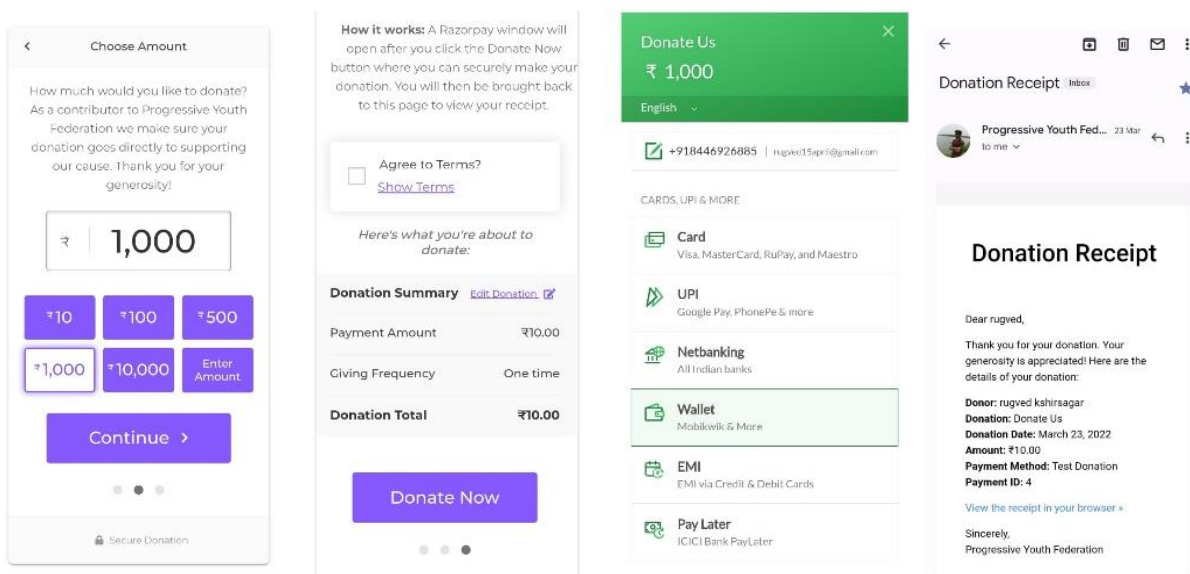 Choose Amount
How much would you like to donate?
As a contributor to Progressive Youth
Federation we make sure your
donation goes directly to supporting
our cause. Thank you for your
generosity!
₹ 1,000
₹10 ₹100 ₹500
₹1,000 ₹10,000 Enter
Amount
Continue >
Secure Donation
How it works: A Razorpay window will
open after you click the Donate Now
button where you can securely make your
donation. You will then be brought back
to this page to view your receipt.
Agree to Terms?
Show Terms
Here's what you're about to
donate:
Donation Summary Edit Donation
Payment Amount ₹10.00
Giving Frequency One time
Donation Total ₹10.00
Donate Now
Donate Us
₹ 1,000
English
+918446926885 | rugved15april@gmail.com
CARDS, UPI & MORE
Card
Visa, MasterCard, RuPay, and Maestro
UPI
Google Pay, PhonePe & more
Netbanking
All Indian banks
Wallet
Mobikwik & More
EMI
EMI via Credit & Debit Cards
Pay Later
ICICI Bank PayLater
Donation Receipt Inbox
Progressive Youth Fed... 23 Mar
to me
Donation Receipt
Dear rugved,
Thank you for your donation. Your
generosity is appreciated! Here are the
details of your donation:
Donor: rugved kshirsagar
Donation: Donate Us
Donation Date: March 23, 2022
Amount: ₹10.00
Payment Method: Test Donation
Payment ID: 4
View the receipt in your browser »
Sincerely,
Progressive Youth Federation